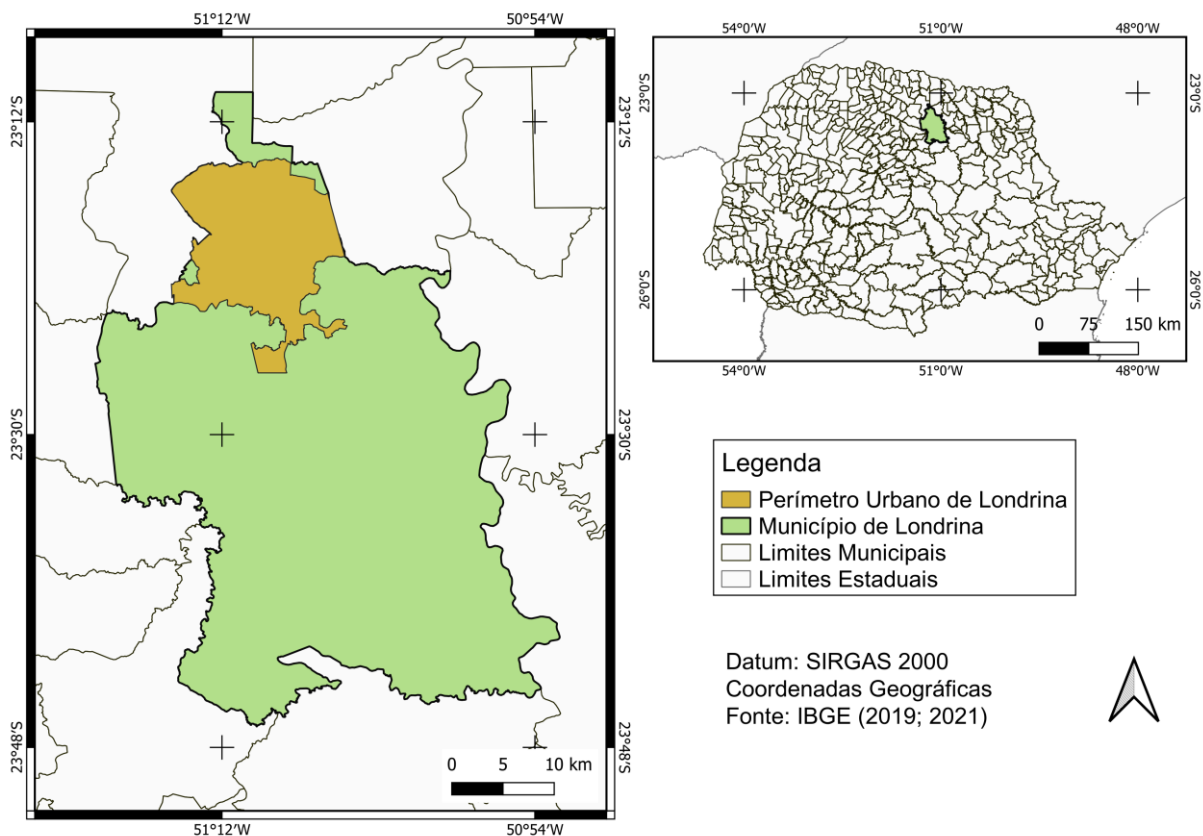 51°12′W
50°54′W
23°12′S
23°12′S
23°30′S
23°30′S
23°48′S
23°48′S
0
5
10 km
51°12′W
50°54′W
54°0′W
51°0′W
48°0′W
23°0′S
23°0′S
26°0′S
26°0′S
0
75
150 km
54°0′W
51°0′W
48°0′W
Legenda
Perímetro Urbano de Londrina
Município de Londrina
Limites Municipais
Limites Estaduais
Datum: SIRGAS 2000
Coordenadas Geográficas
Fonte: IBGE (2019; 2021)